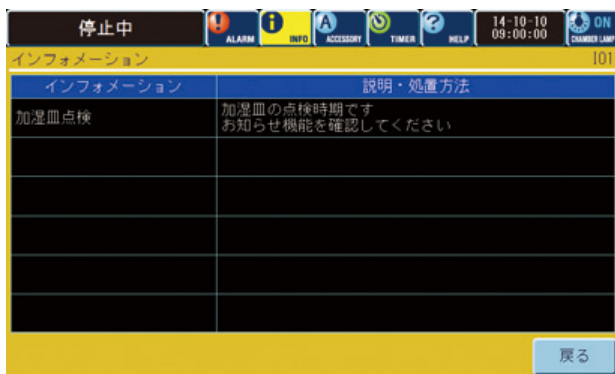 停止中
ALARM
INFO
ACCESSORY
TIMER
HELP
14-10-10
09:00:00
ON
CHAMBER LAMP
インフォメーション
I01
インフォメーション
説明・処置方法
加湿皿点検
加湿皿の点検時期です
お知らせ機能を確認してください
戻る